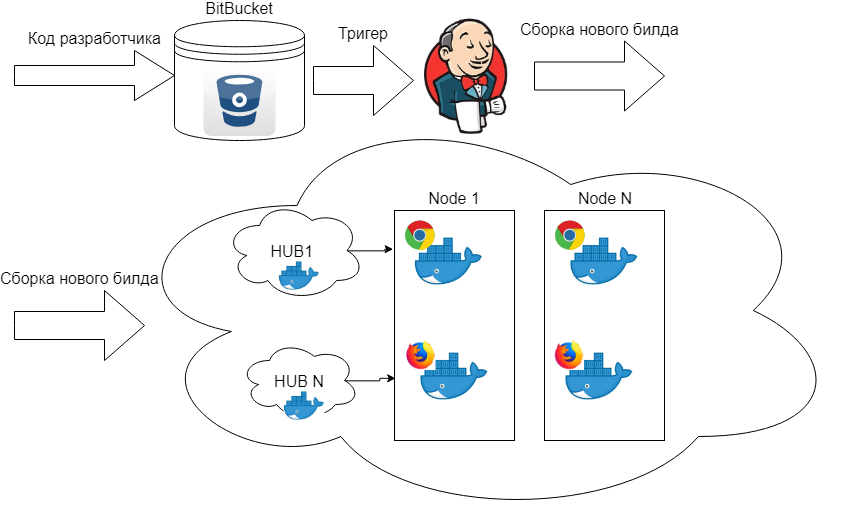 BitBucket
Код разработчика
Тригер
Сборка нового билда
Node 1
Node N
HUB1
Сборка нового билда
HUB N